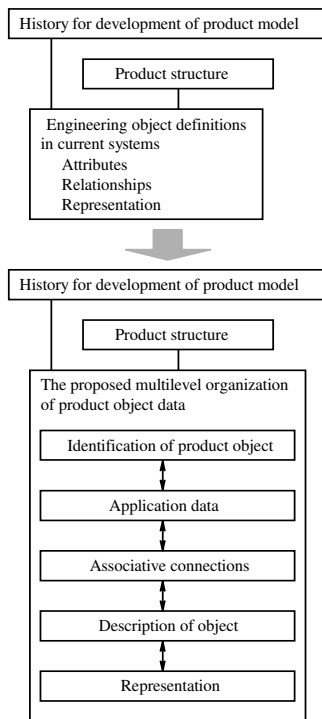 History for development of product model
Product structure
Engineering object definitions
in current systems
Attributes
Relationships
Representation
History for development of product model
Product structure
The proposed multilevel organization
of product object data
Identification of product object
Application data
Associative connections
Description of object
Representation